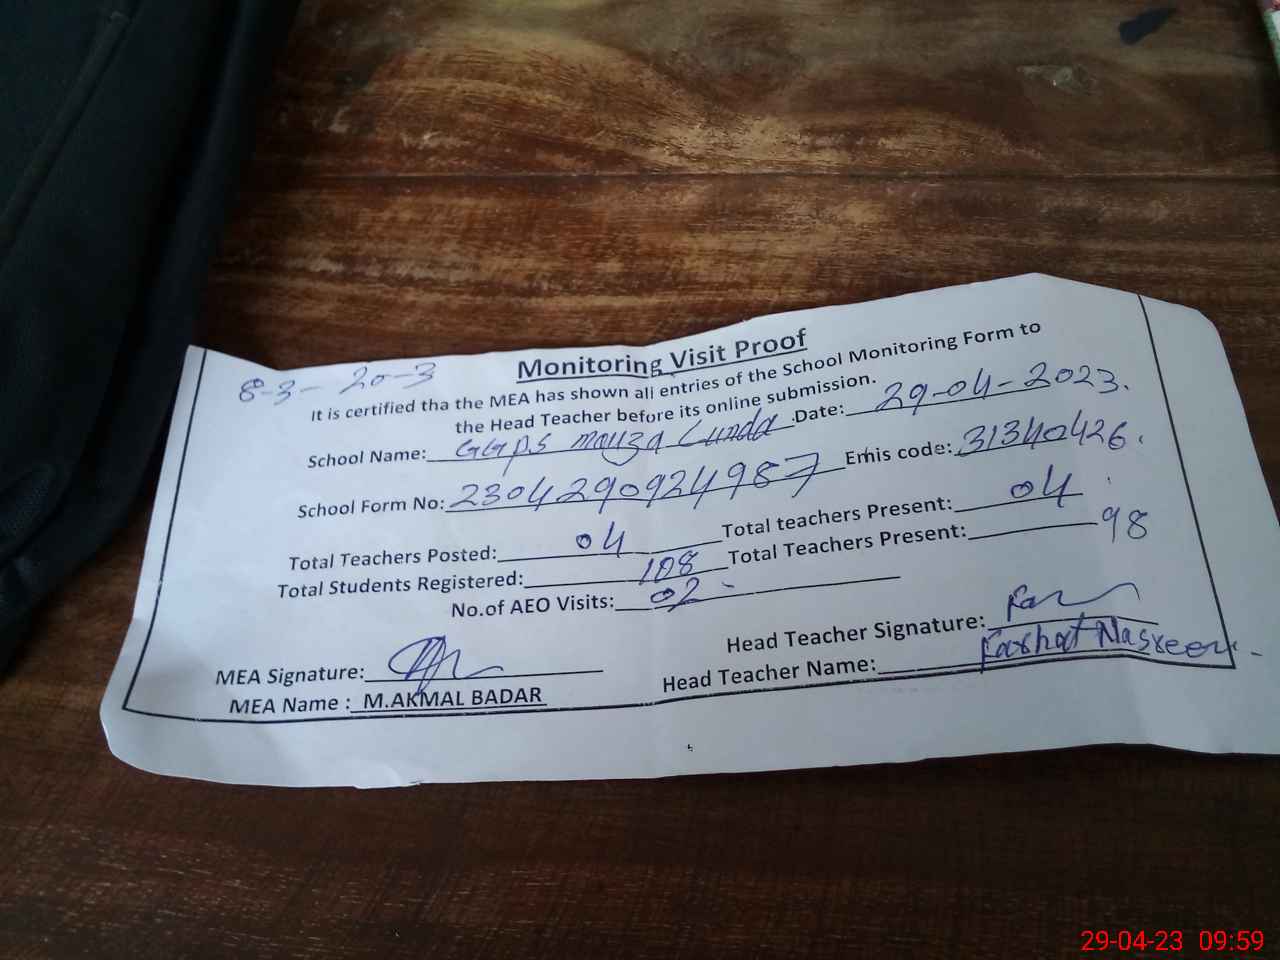 8-3- 20-3
Monitoring Visit Proof
It is certified tha the MEA has shown all entries of the School Monitoring Form to
the Head Teacher before its online submission.
School Name: GGPS mouza Lunda .Date: 29-04-2023.
School Form No: 2304290924987 Emis code: 31340426.
Total Teachers Posted: 04 Total teachers Present: 04
Total Students Registered: 108 Total Teachers Present: 98
No.of AEO Visits: 02
Head Teacher Signature:
MEA Signature: Head Teacher Name: Farhat Nasreen
MEA Name : M.AKMAL BADAR
29-04-23 09:59